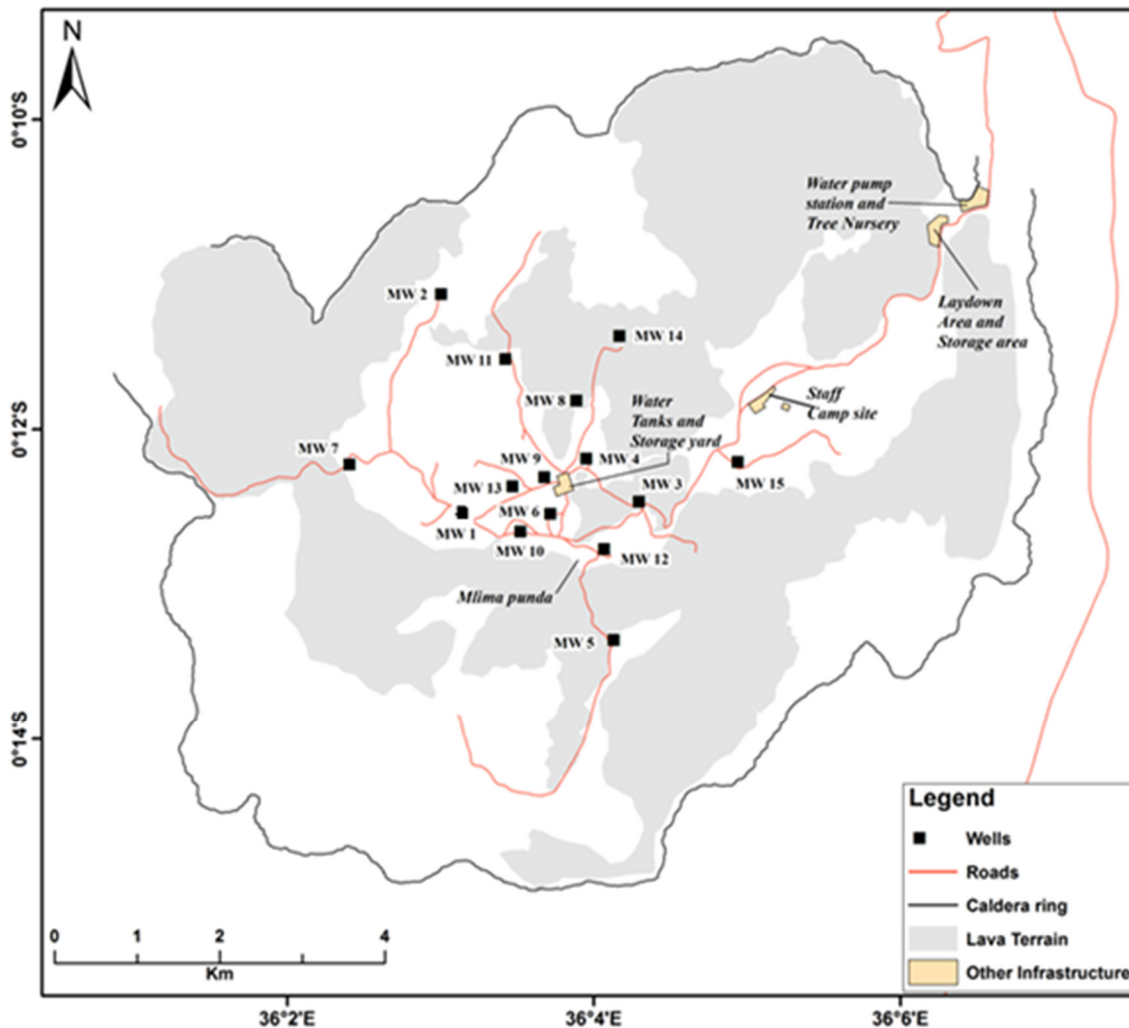 N
0°10'S
0°12'S
0°14'S
Water pump
station and
Tree Nursery
Laydown
Area and
Storage area
MW 2
MW 14
MW 11
MW 8
Water
Tanks and
Storage yard
Staff
Camp site
MW 7
MW 9
MW 4
MW 13
MW 3
MW 15
MW 6
MW 1
MW 10
MW 12
Mlima punda
MW 5
Legend
Wells
Roads
Caldera ring
Lava Terrain
Other Infrastructure
0 1 2 4
Km
36°2'E 36°4'E 36°6'E